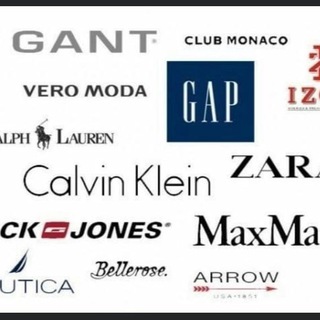 GANT
CLUB MONACO
VERO MODA
GAP
IZO
ALPH LAUREN
Calvin Klein
ZARA
CK JONES
MaxMa
UTICA
Bellerose.
ARROW
USA·1851